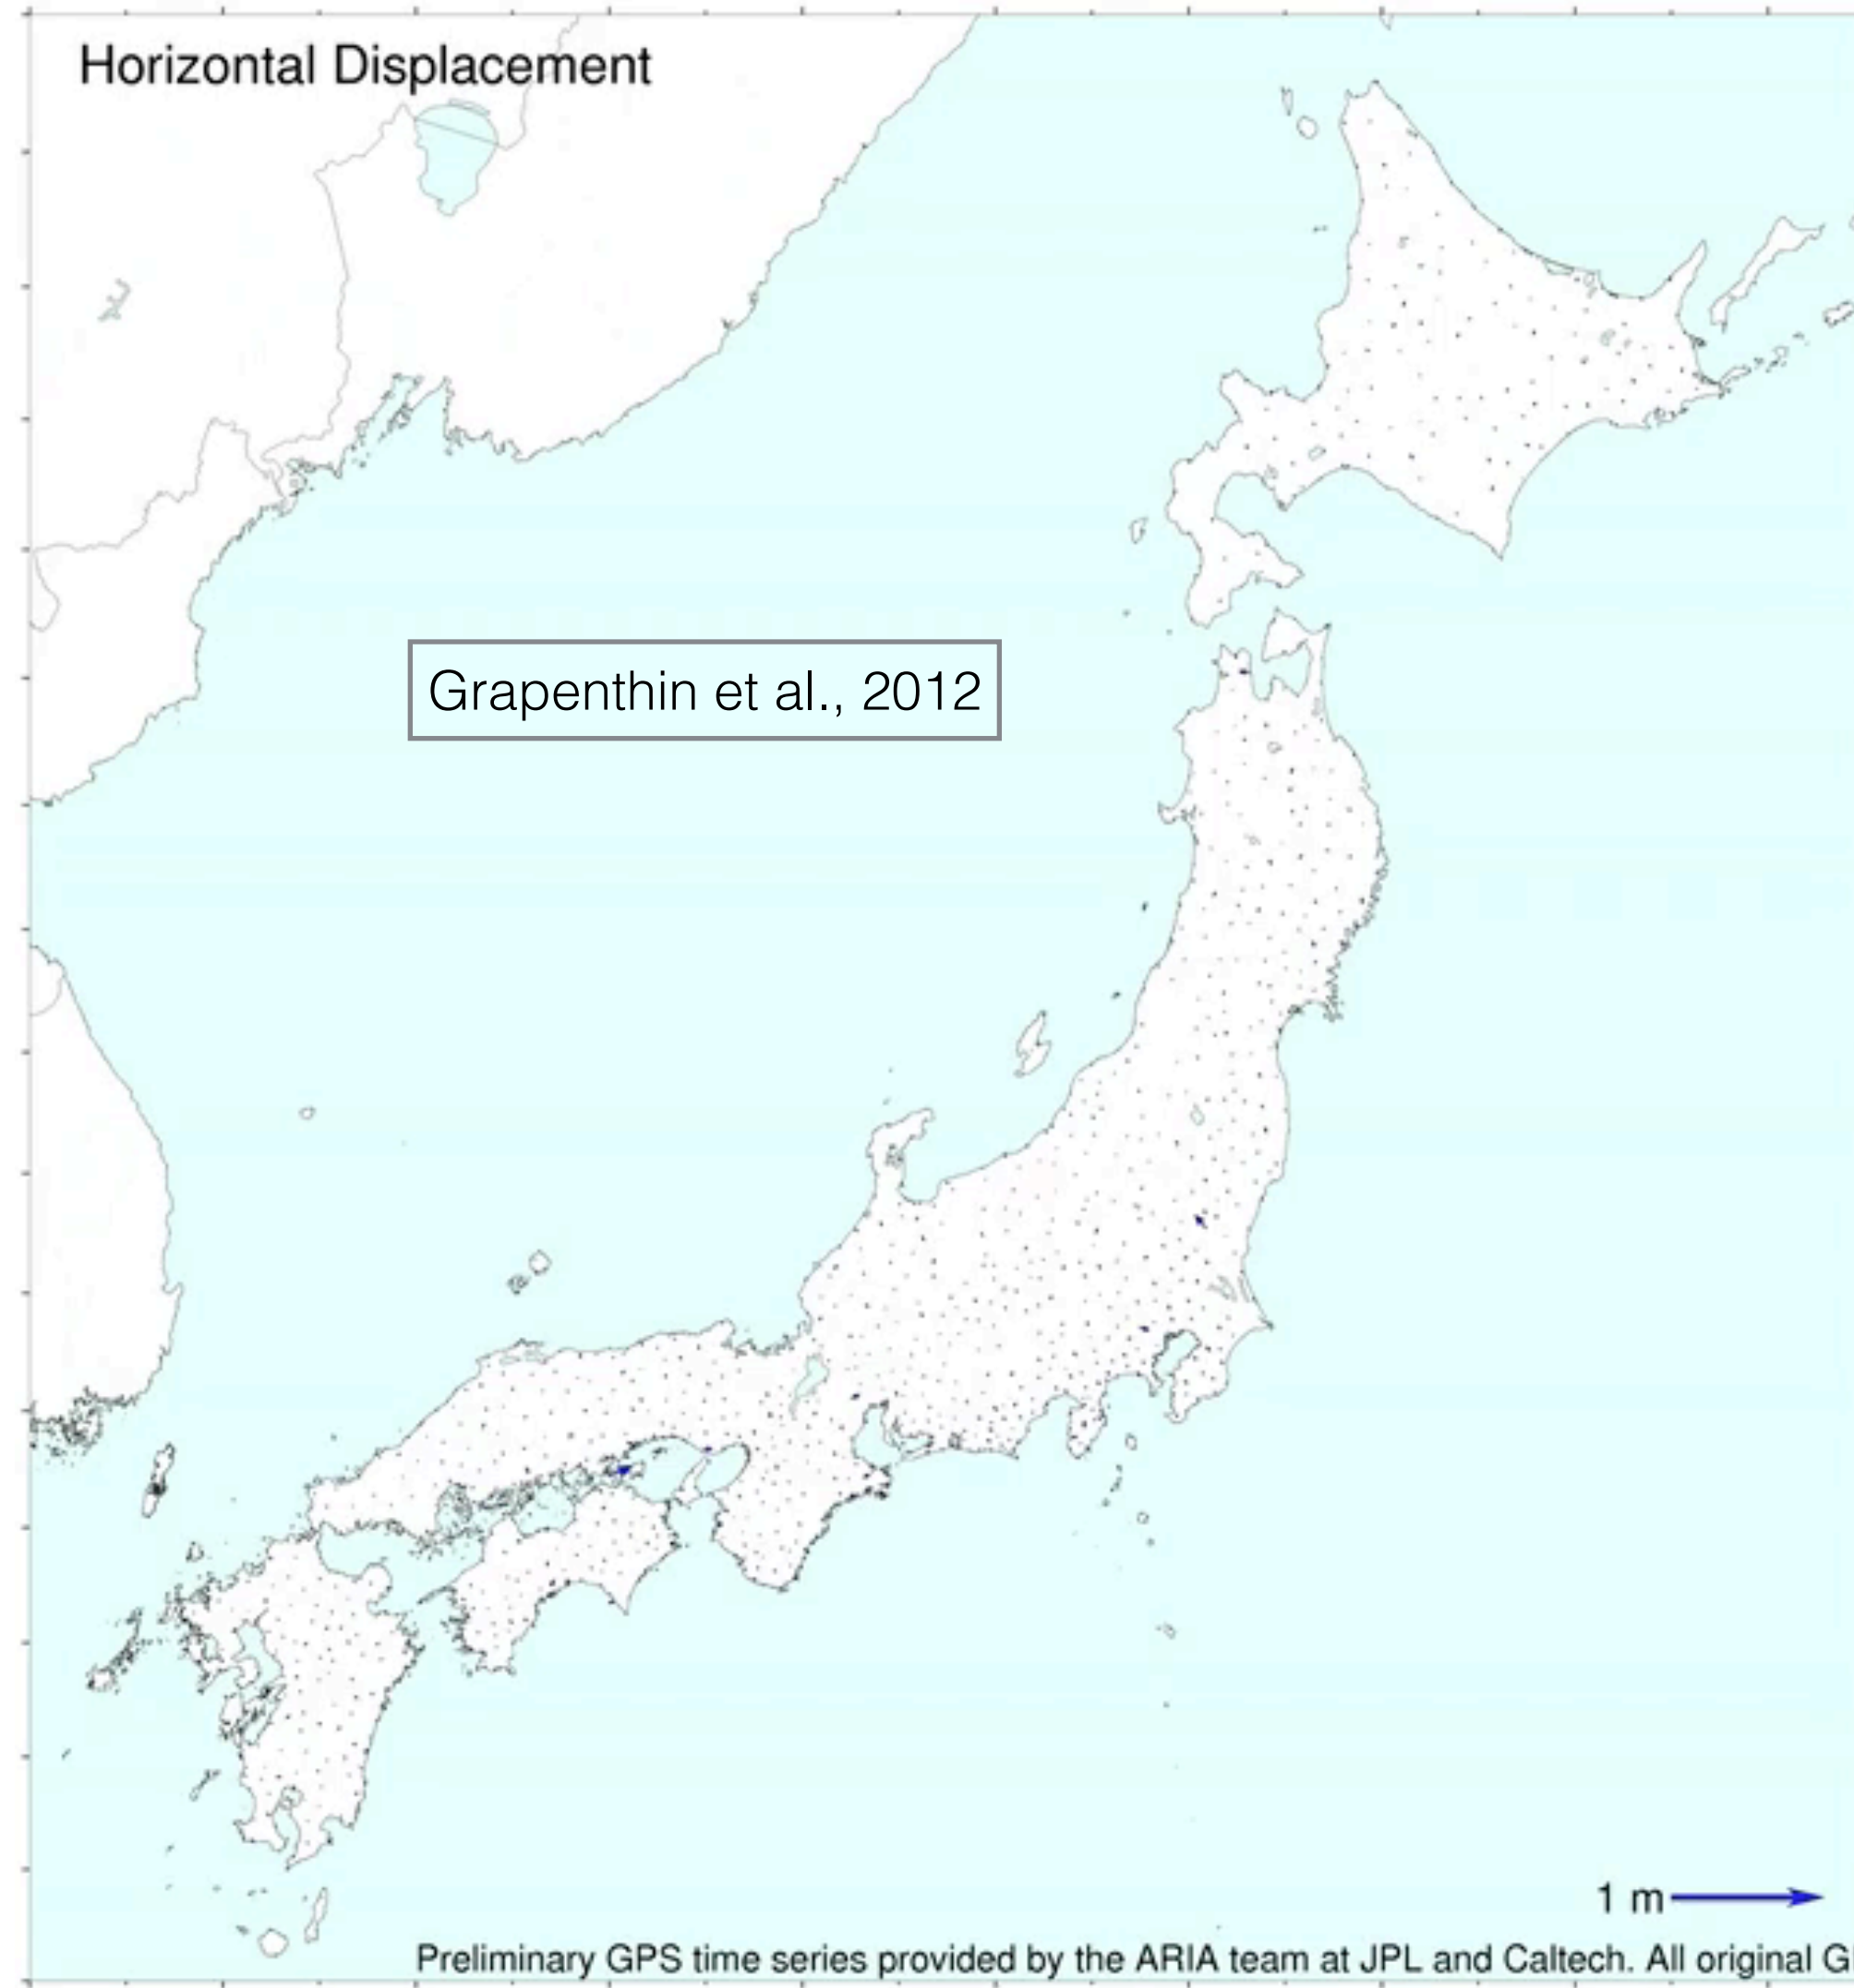 Horizontal Displacement
Grapenthin et al., 2012
1 m
Preliminary GPS time series provided by the ARIA team at JPL and Caltech. All original